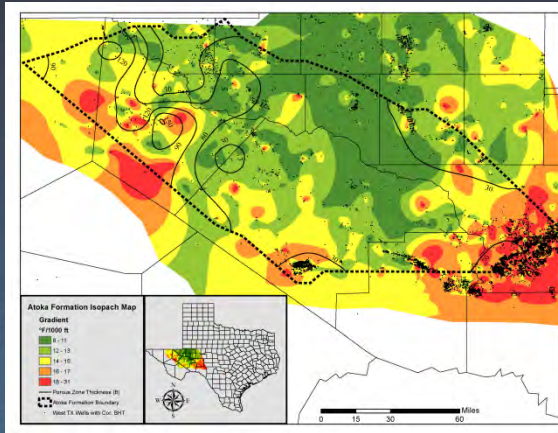 Atoka Formation Isopach Map
Gradient
°F/1000 ft
8 - 11
12 - 13
14 - 15
16 - 17
18 - 31
Porous Zone Thickness (ft)
Atoka Formation Boundary
West TX Wells with Cor. BHT
N
W
E
S
Miles
0
15
30
60
30